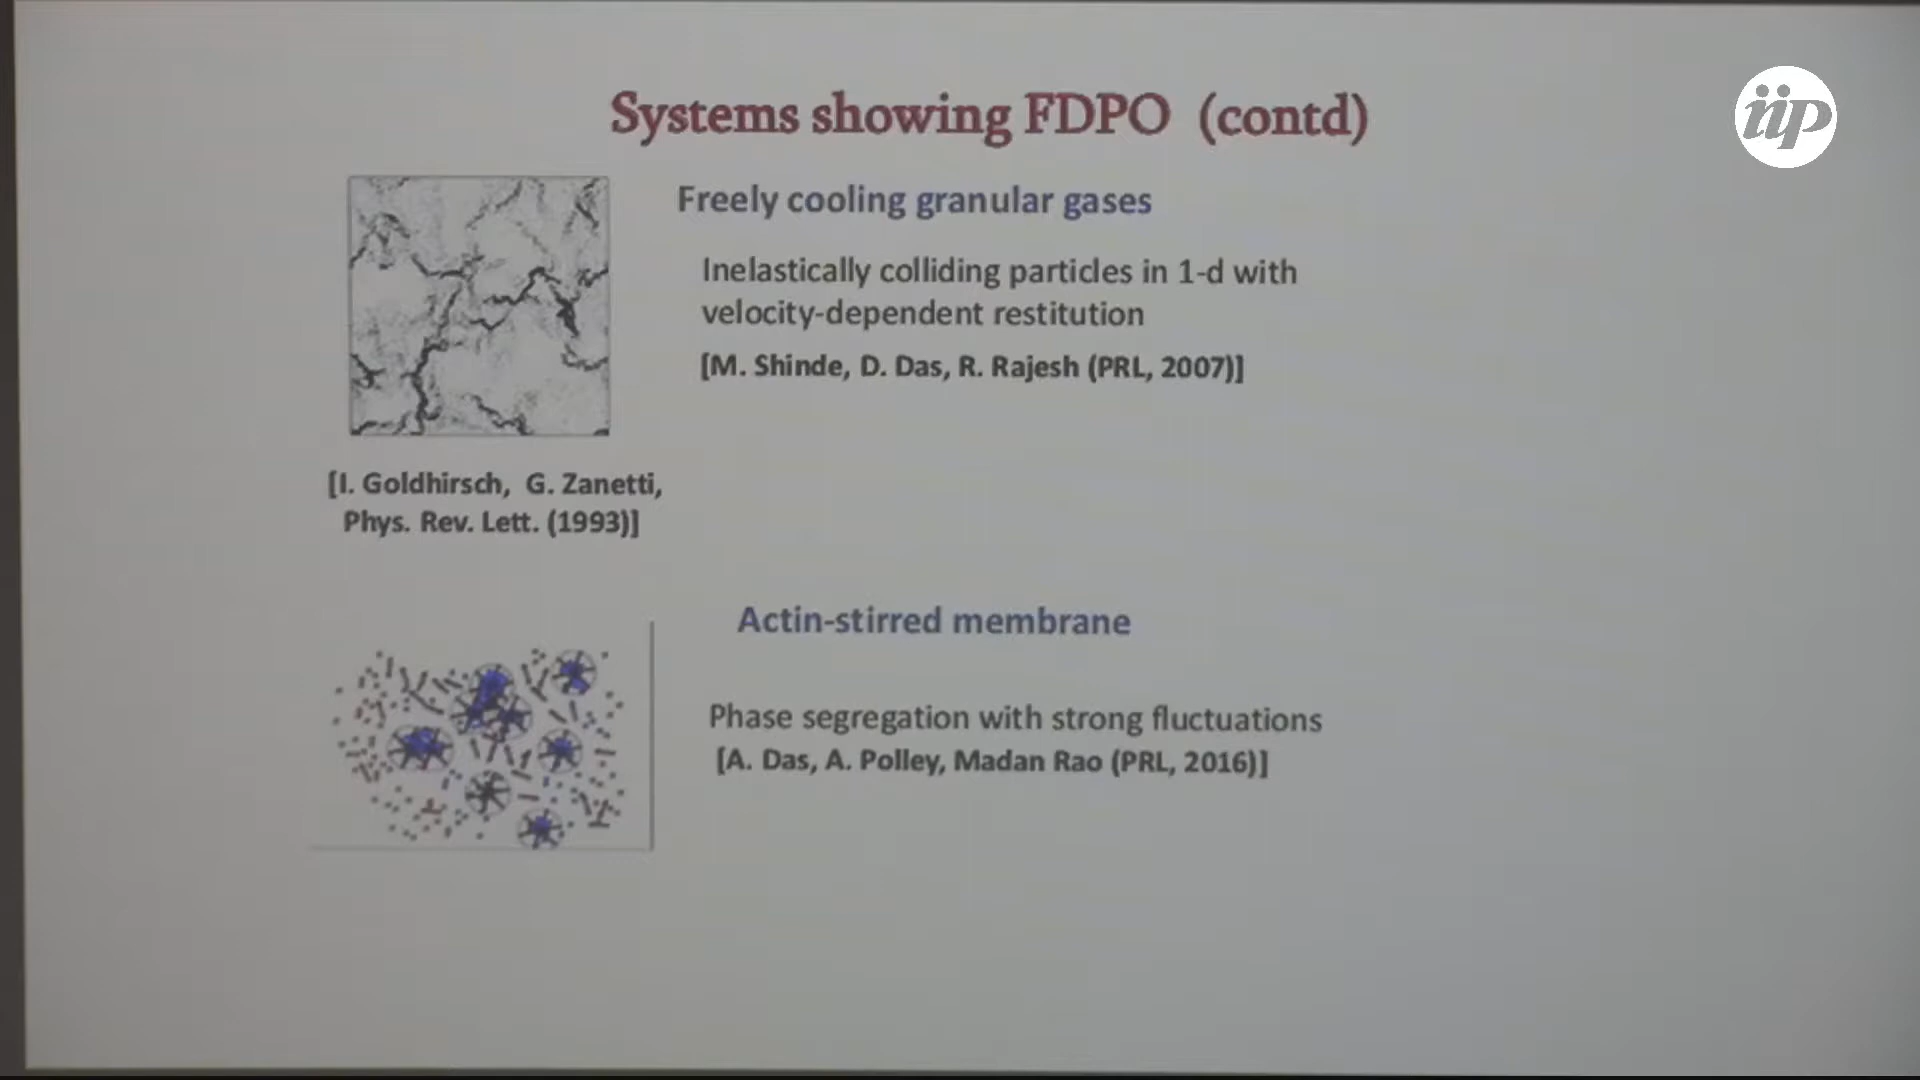 Systems showing FDPO (contd)
iip
Freely cooling granular gases
Inelastically colliding particles in 1-d with
velocity-dependent restitution
[M. Shinde, D. Das, R. Rajesh (PRL, 2007)]
[I. Goldhirsch, G. Zanetti,
Phys. Rev. Lett. (1993)]
Actin-stirred membrane
Phase segregation with strong fluctuations
[A. Das, A. Polley, Madan Rao (PRL, 2016)]